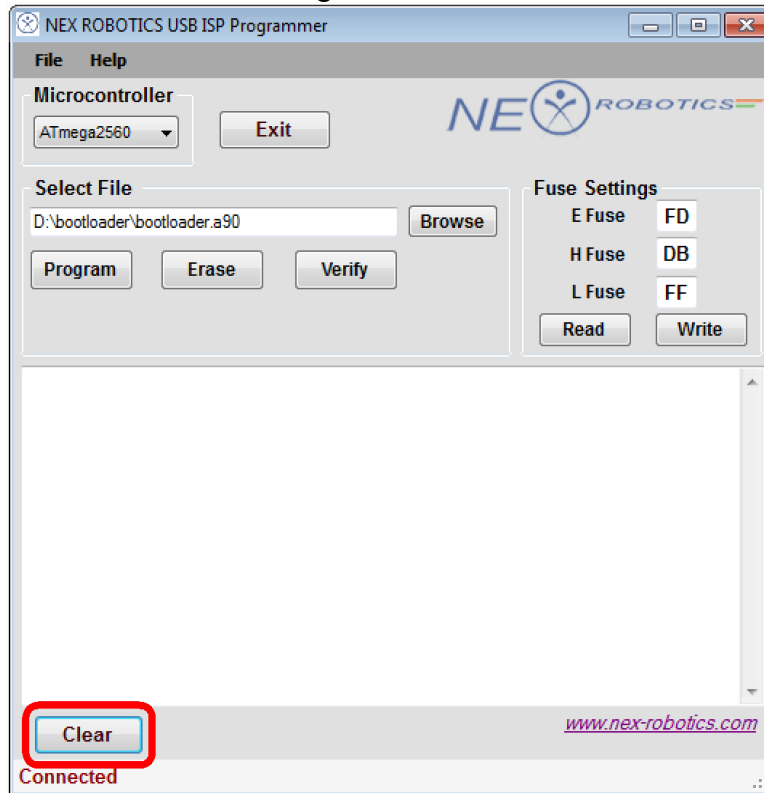 NEX ROBOTICS USB ISP Programmer
File Help
Microcontroller
ATmega2560
Exit
NEX ROBOTICS
Select File
D:\bootloader\bootloader.a90
Browse
Program Erase Verify
Fuse Settings
E Fuse FD
H Fuse DB
L Fuse FF
Read Write
Clear
www.nex-robotics.com
Connected